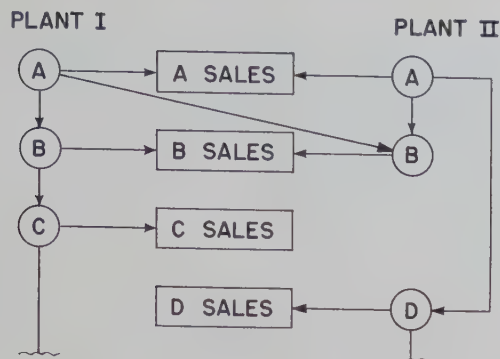 PLANT I
PLANT II
A
A SALES
A
B
B SALES
B
C
C SALES
D SALES
D